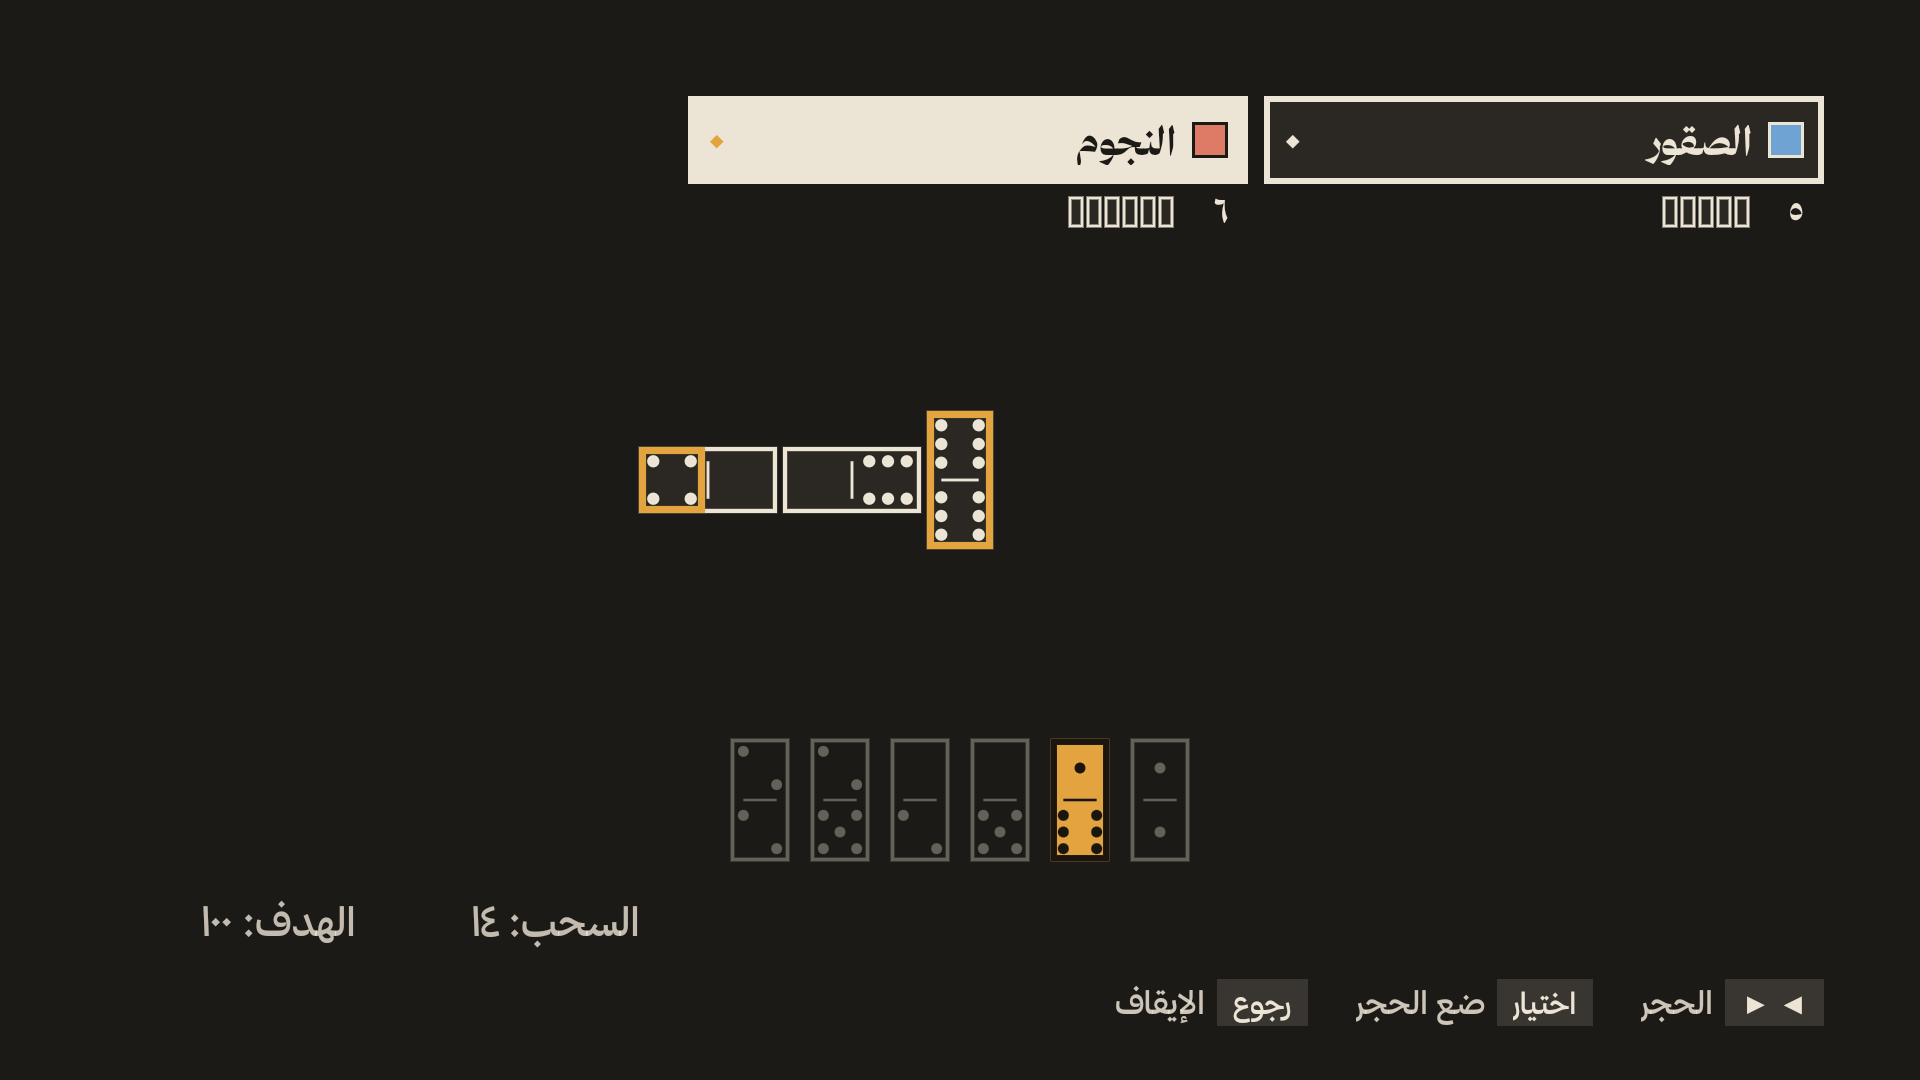 الصقور
النجوم
٥
٦
السحب: ١٤
الهدف: ١٠٠
الحجر
اختيار ضع الحجر
رجوع الإيقاف